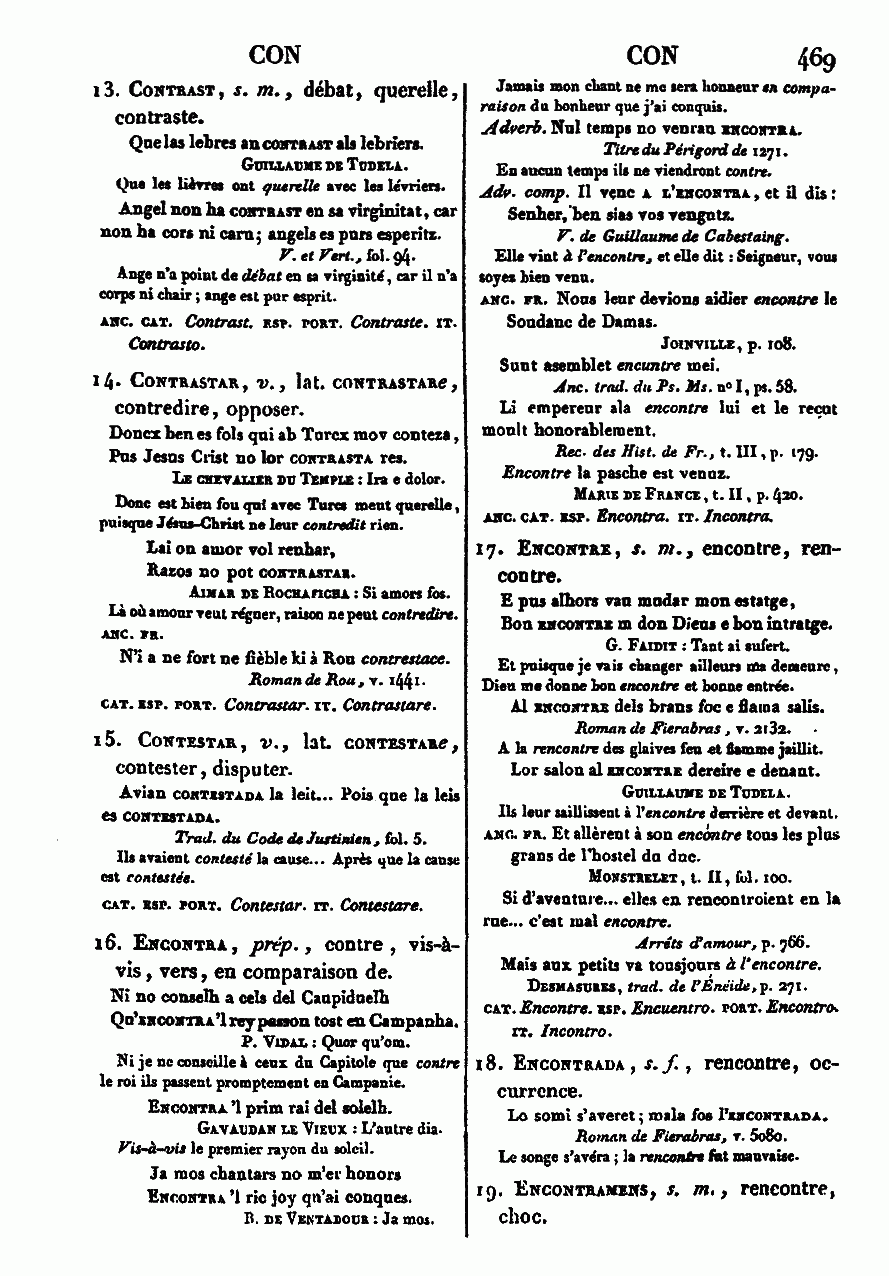 CON
13. CONTRAST, s. m., débat, querelle,
contraste.
Que las lebres an CONTRAST als lebriers.
GUILLAUME DE TUDELA.
Que les lièvres ont querelle avec les lévriers.
Angel non ha CONTRAST en sa virginitat, car
non ha cors ni carn; angels es purs esperitz.
V. et Vert., fol. 94.
Ange n'a point de débat en sa virginité, car il n'a
corps ni chair; ange est pur esprit.
ANC. CAT. Contrast. ESP. PORT. Contraste. IT.
Contrasto.
14. CONTRASTAR, v., lat. CONTRASTARe,
contredire, opposer.
Doncx ben es fols qui ab Turcx mov conteza,
Pus Jesus Crist no lor CONTRASTA res.
LE CHEVALIER DU TEMPLE : Ira e dolor.
Donc est bien fou qui avec Turcs meut querelle,
puisque Jésus-Christ ne leur contredit rien.
Lai on amor vol renhar,
Razos no pot CONTRASTAR.
AIMAR DE ROCHAFICHA : Si amors fos.
Là où amour veut régner, raison ne peut contredire.
ANC. FR.
N'i a ne fort ne fièble ki à Rou contrestace.
Roman de Rou, v. 1441.
CAT. ESP. PORT. Contrastar. IT. Contrastare.
15. CONTESTAR, v., lat. CONTESTARe,
contester, disputer.
Avian CONTESTADA la leit... Pois que la leis
es CONTESTADA.
Trad. du Code de Justinien, fol. 5.
Ils avaient contesté la cause... Après que la cause
est contestée.
CAT. ESP. PORT. Contestar. IT. Contestare.
16. ENCONTRA, prép., contre, vis-à-
vis, vers, en comparaison de.
Ni no conselh a cels del Caupiduelh
Qu'ENCONTRA'l rey passon tost en Campanha.
P. VIDAL : Quor qu'om.
Ni je ne conseille à ceux du Capitole que contre
le roi ils passent promptement en Campanie.
ENCONTRA'l prim rai del solelh.
GAVAUDAN LE VIEUX : L'autre dia.
Vis-à-vis le premier rayon du soleil.
Ja mos chantars no m'er honors
ENCONTRA'l ric joy qu'ai conques.
B. DE VENTADOUR : Ja mos.
CON 469
Jamais mon chant ne me sera honneur en compa-
raison du bonheur que j'ai conquis.
Adverb. Nul temps no venran ENCONTRA.
Titre du Périgord de 1271.
En aucun temps ils ne viendront contre.
Adv. comp. Il venc A L'ENCONTRA, et il dis :
Senher, ben sias vos vengutz.
V. de Guillaume de Cabestaing.
Elle vint à l'encontre, et elle dit : Seigneur, vous
soyez bien venu.
ANC. FR. Nous leur devions aidier encontre le
Soudanc de Damas.
JOINVILLE, p. 108.
Sunt asemblet encuntre mei.
Anc. trad. du Ps. Ms. nº I, ps. 58.
Li empereur ala encontre lui et le reçut
moult honorablement.
Rec. des Hist. de Fr., t. III, p. 179.
Encontre la pasche est venuz.
MARIE DE FRANCE, t. II, p. 420.
ANC. CAT. ESP. Encontra. IT. Incontra.
17. ENCONTRE, s. m., encontre, ren-
contre.
E pus alhors van mudar mon estatge,
Bon ENCONTRE m don Dieus e bon intratge.
G. FAIDIT : Tant ai sufert.
Et puisque je vais changer ailleurs ma demeure,
Dieu me donne bon encontre et bonne entrée.
Al ENCONTRE dels brans foc e flama salis.
Roman de Fierabras, v. 2132.
A la rencontre des glaives feu et flamme jaillit.
Lor salon al ENCONTRE dereire e denant.
GUILLAUME DE TUDELA.
Ils leur saillissent à l'encontre derrière et devant.
ANC. FR. Et allèrent à son encontre tous les plus
grans de l'hostel du duc.
MONSTRELET, t. II, fol. 100.
Si d'aventure... elles en rencontroient en la
rue... c'est mal encontre.
Arrêts d'amour, p. 766.
Mais aux petits va tousjours à l'encontre.
DESMASURES, trad. de l'Énéide, p. 271.
CAT. Encontre. ESP. Encuentro. PORT. Encontro.
IT. Incontro.
18. ENCONTRADA, s. f., rencontre, oc-
currence.
Lo somi s'averet; mala fos l'ENCONTRADA.
Roman de Fierabras, v. 5080.
Le songe s'avéra; la rencontre fut mauvaise.
19. ENCONTRAMENS, s. m., rencontre,
choc.